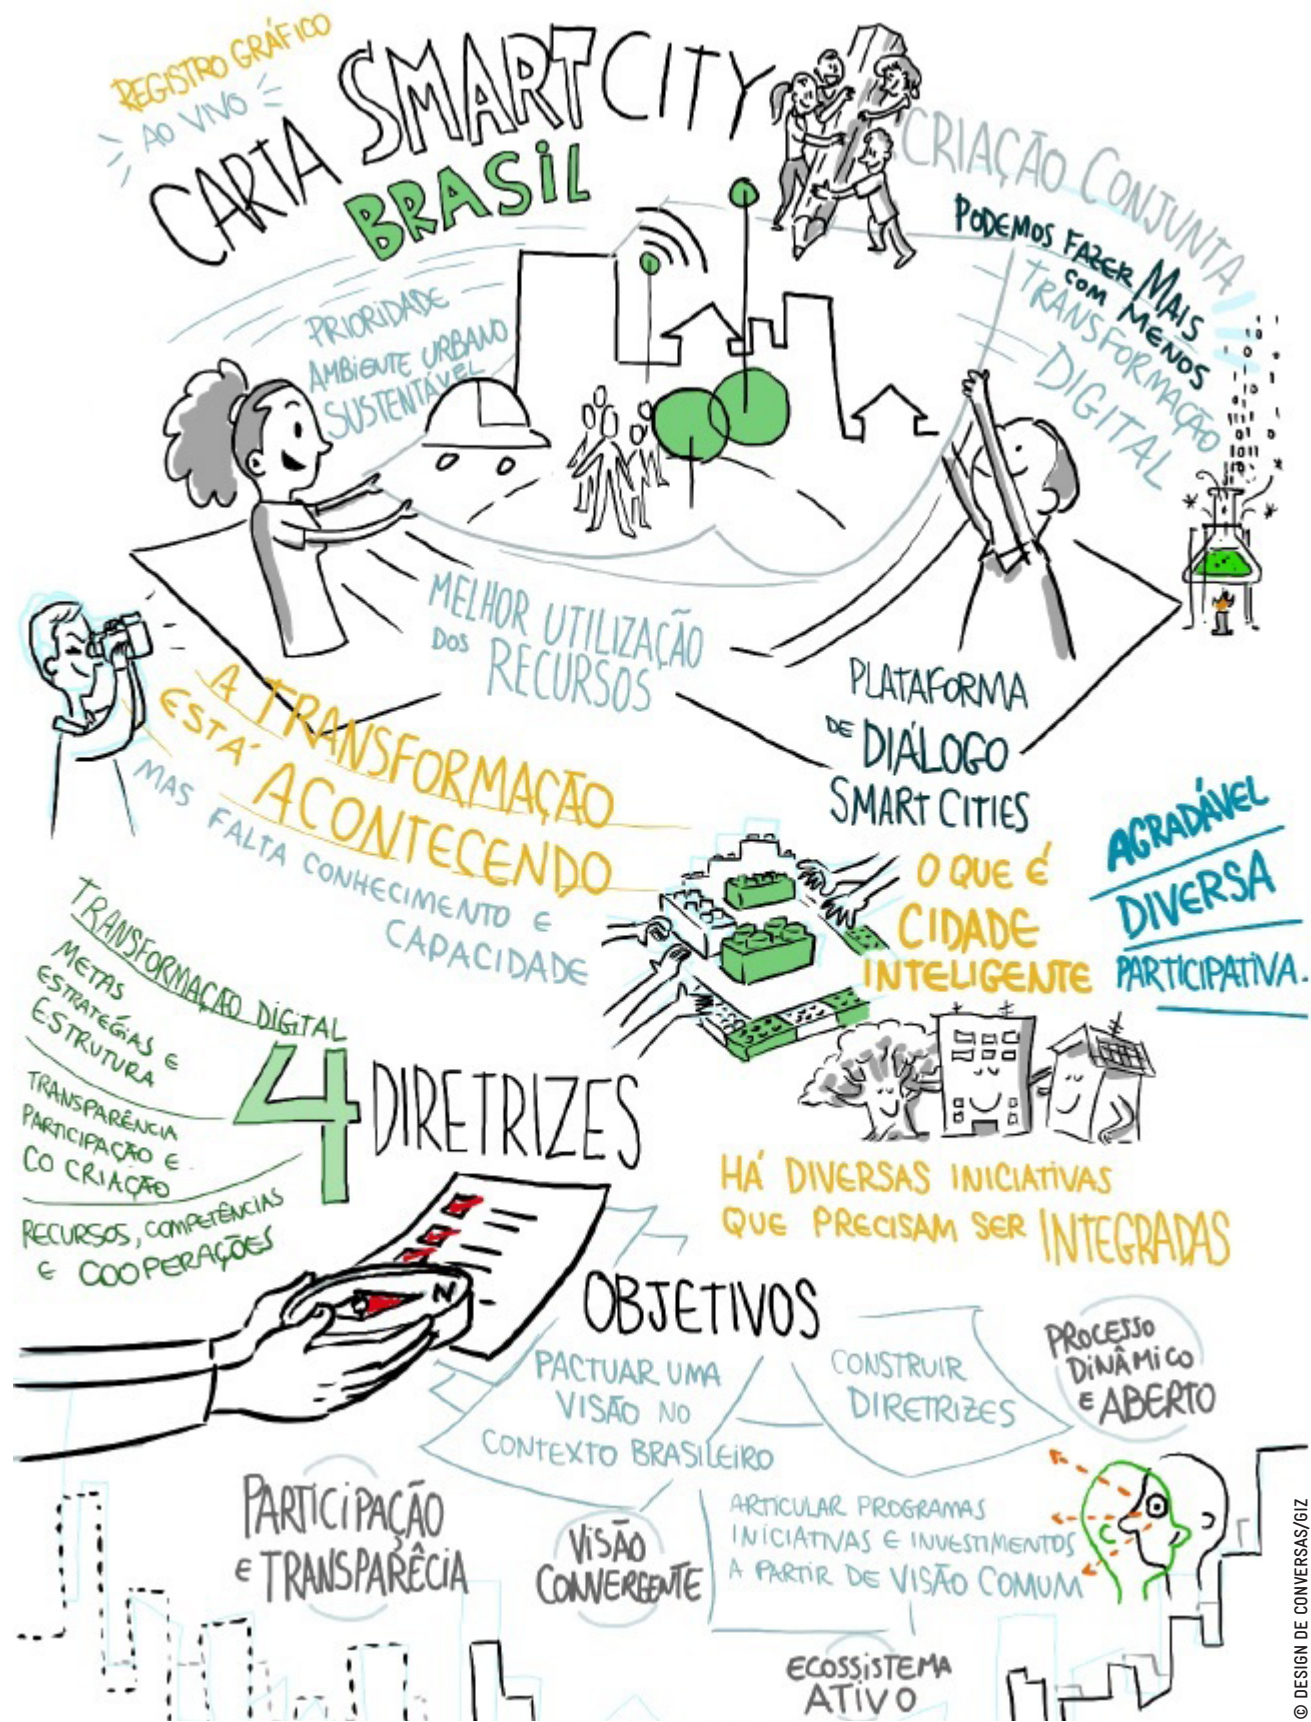 REGISTRO GRÁFICO
AO VIVO
CARTA SMART CITY
BRASIL
CRIAÇÃO CONJUNTA
PODEMOS FAZER MAIS
COM MENOS
TRANSFORMAÇÃO
DIGITAL
PRIORIDADE
AMBIENTE URBANO
SUSTENTÁVEL
MELHOR UTILIZAÇÃO
DOS RECURSOS
A TRANSFORMAÇÃO
ESTÁ ACONTECENDO
MAS FALTA CONHECIMENTO E
CAPACIDADE
PLATAFORMA
DE DIÁLOGO
SMART CITIES
O QUE É
CIDADE
INTELIGENTE
AGRADÁVEL
DIVERSA
PARTICIPATIVA.
TRANSFORMAÇÃO DIGITAL
METAS
ESTRATEGIAS E
ESTRUTURA
TRANSPARÊNCIA
PARTICIPAÇÃO E
CO CRIAÇÃO
RECURSOS, COMPETÊNCIAS
E COOPERAÇÕES
4 DIRETRIZES
HÁ DIVERSAS INICIATIVAS
QUE PRECISAM SER INTEGRADAS
N
OBJETIVOS
PACTUAR UMA
VISÃO NO
CONTEXTO BRASILEIRO
CONSTRUIR
DIRETRIZES
PROCESSO
DINÂMICO
E ABERTO
PARTICIPAÇÃO
E TRANSPARÊCIA
VISÃO
CONVERGENTE
ARTICULAR PROGRAMAS
INICIATIVAS E INVESTIMENTOS
A PARTIR DE VISÃO COMUM
ECOSSISTEMA
ATIVO
© DESIGN DE CONVERSAS/GIZ